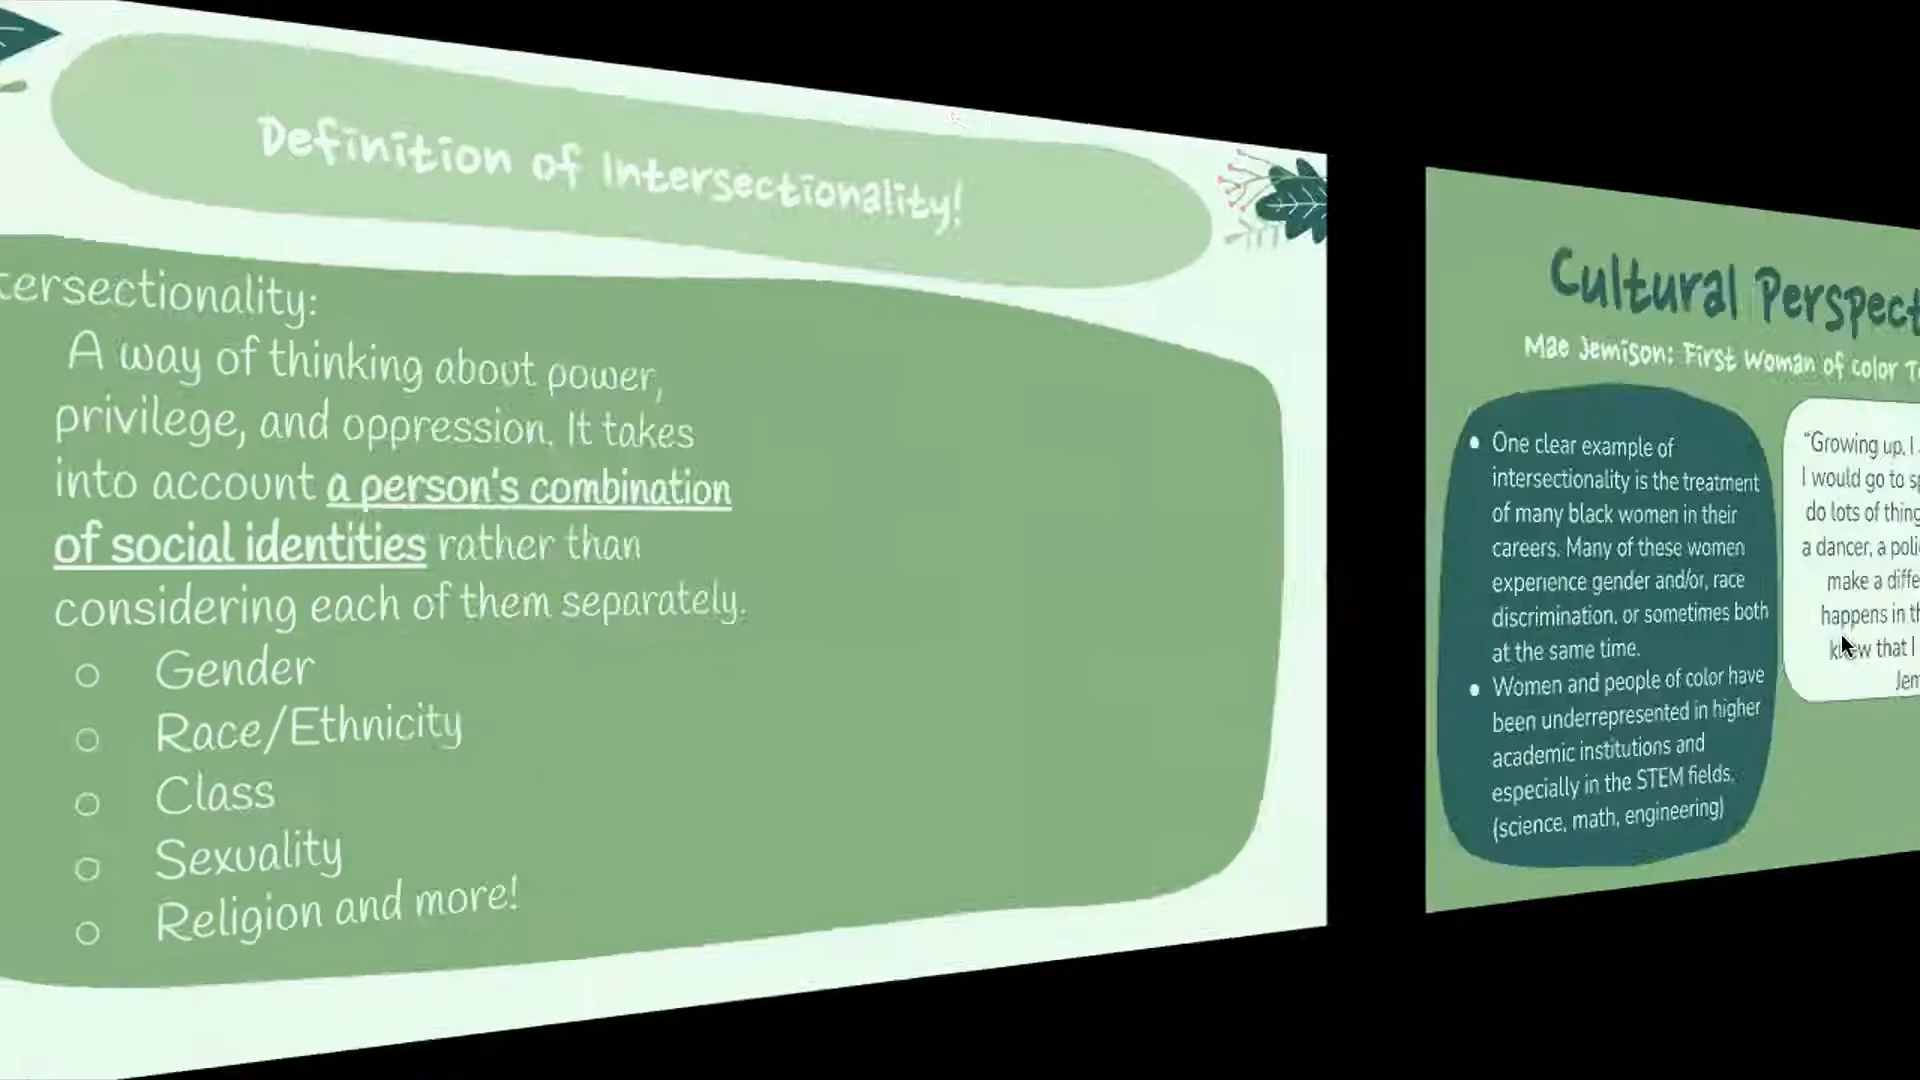 Definition of Intersectionality!
tersectionality:
A way of thinking about power,
privilege, and oppression. It takes
into account a person's combination
of social identities rather than
considering each of them separately.
Gender
Race/Ethnicity
Class
Sexuality
Religion and more!
Cultural Perspect
Mae Jemison: First Woman of color T
One clear example of
intersectionality is the treatment
of many black women in their
careers. Many of these women
experience gender and/or, race
discrimination. or sometimes both
at the same time.
Women and people of color have
been underrepresented in higher
academic institutions and
especially in the STEM fields.
(science, math, engineering)
"Growing up, I
I would go to sp
do lots of thing
a dancer, a poli
make a diffe
happens in th
knew that I
Jem